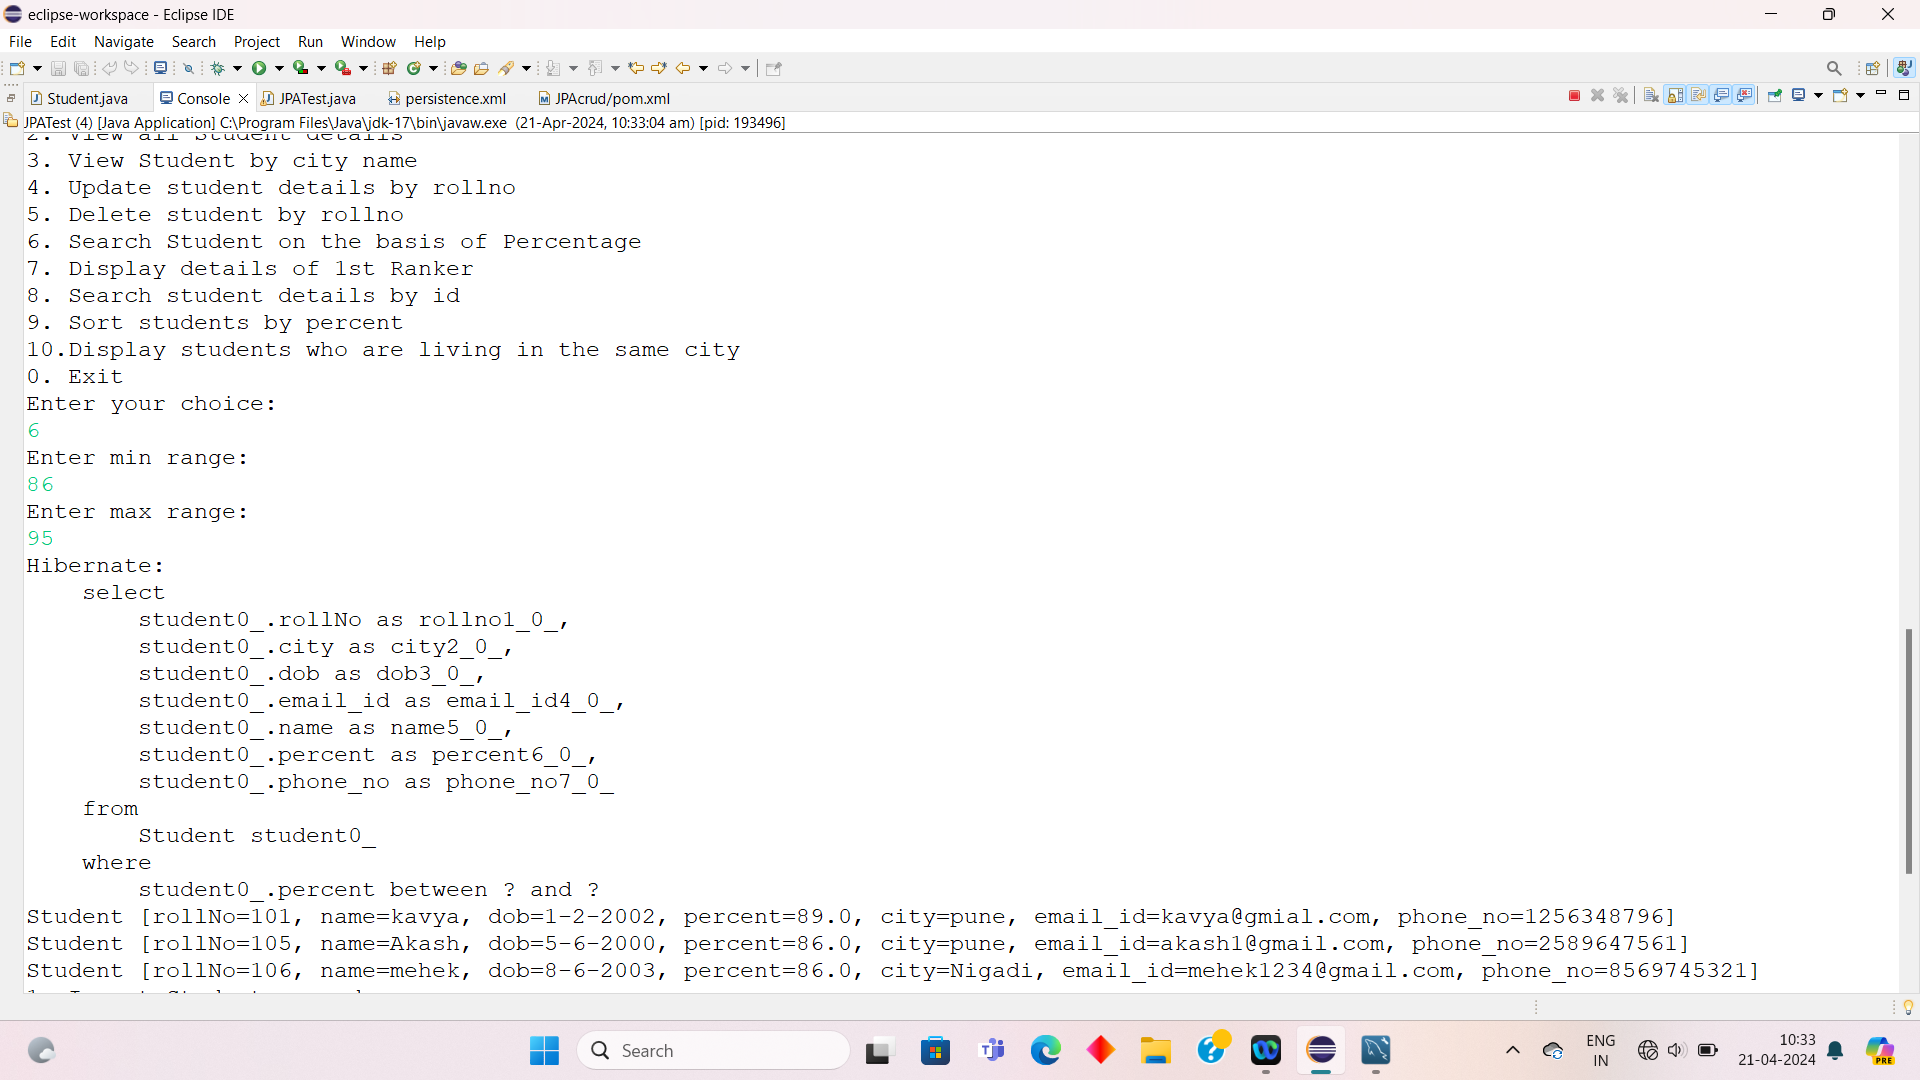 eclipse-workspace - Eclipse IDE
File Edit Navigate Search Project Run Window Help
Student.java Console JPATest.java persistence.xml JPAcrud/pom.xml
JPATest (4) [Java Application] C:\Program Files\Java\jdk-17\bin\javaw.exe (21-Apr-2024, 10:33:04 am) [pid: 193496]
2. View all Student details
3. View Student by city name
4. Update student details by rollno
5. Delete student by rollno
6. Search Student on the basis of Percentage
7. Display details of 1st Ranker
8. Search student details by id
9. Sort students by percent
10.Display students who are living in the same city
0. Exit
Enter your choice:
6
Enter min range:
86
Enter max range:
95
Hibernate:
select
student0_.rollNo as rollno1_0_,
student0_.city as city2_0_,
student0_.dob as dob3_0_,
student0_.email_id as email_id4_0_,
student0_.name as name5_0_,
student0_.percent as percent6_0_,
student0_.phone_no as phone_no7_0_
from
Student student0_
where
student0_.percent between ? and ?
Student [rollNo=101, name=kavya, dob=1-2-2002, percent=89.0, city=pune, email_id=kavya@gmial.com, phone_no=1256348796]
Student [rollNo=105, name=Akash, dob=5-6-2000, percent=86.0, city=pune, email_id=akash1@gmail.com, phone_no=2589647561]
Student [rollNo=106, name=mehek, dob=8-6-2003, percent=86.0, city=Nigadi, email_id=mehek1234@gmail.com, phone_no=8569745321]
Search
ENG
IN
10:33
21-04-2024
PRE